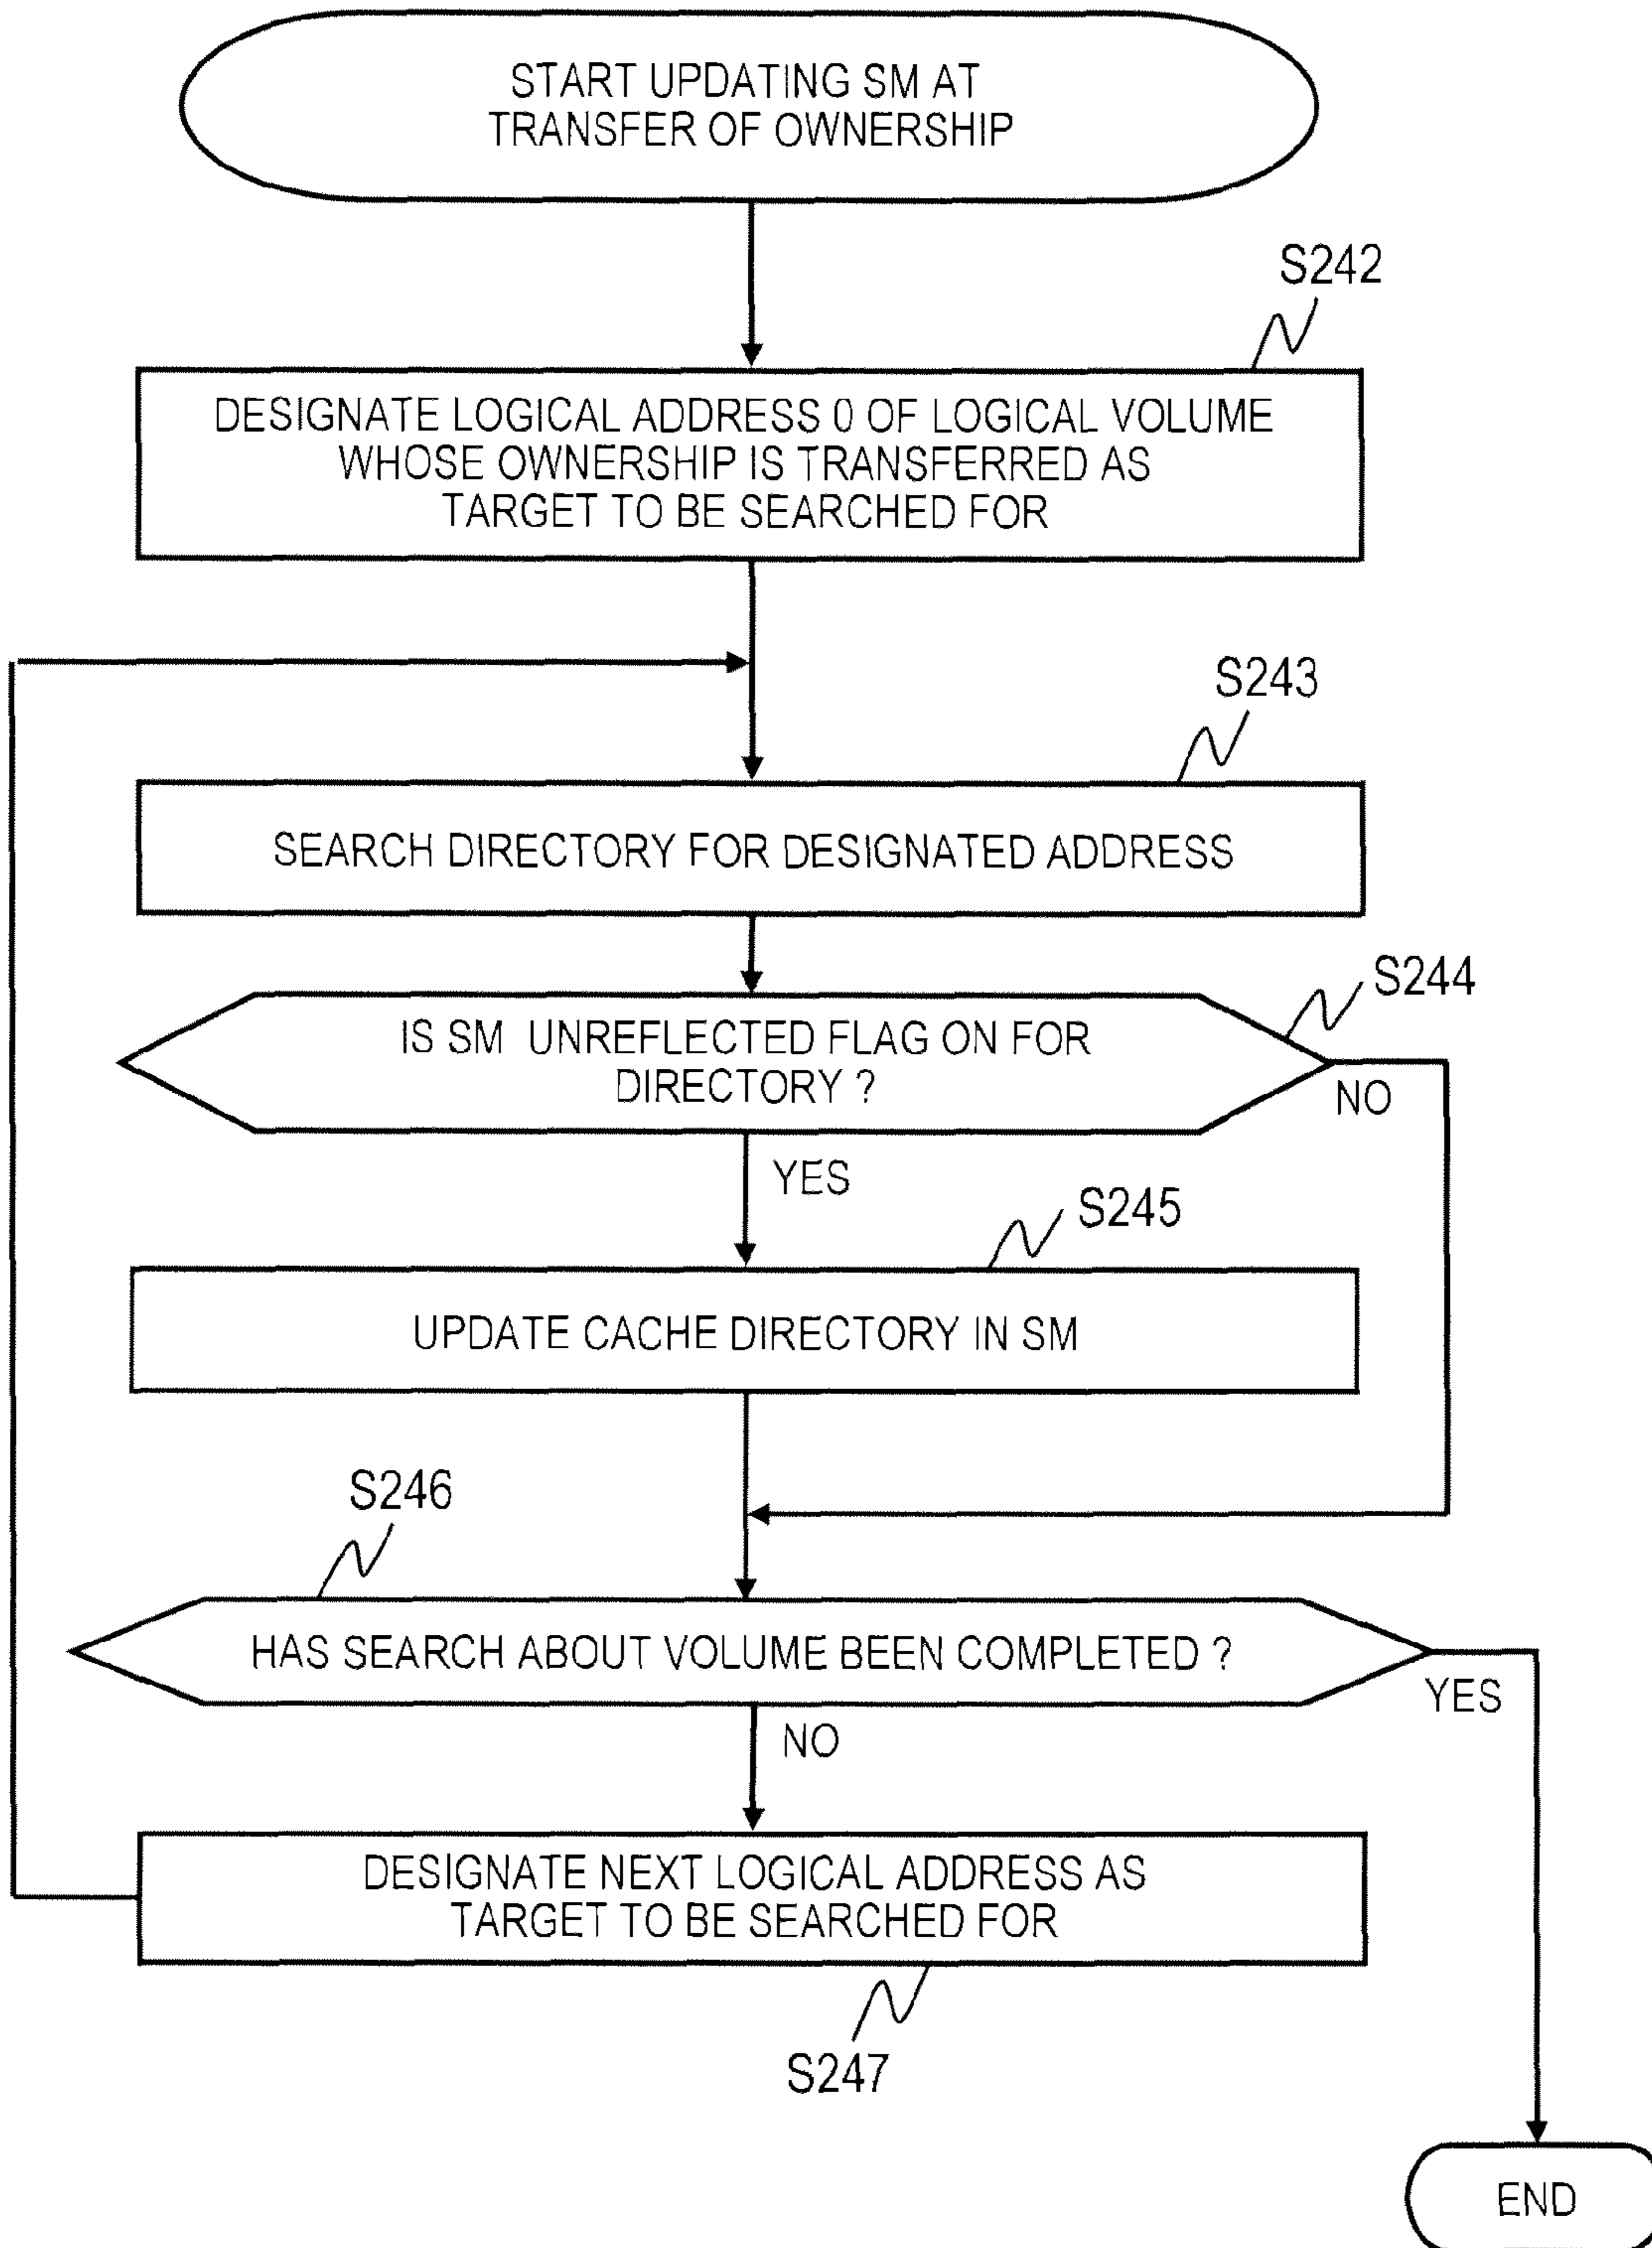 START UPDATING SM AT
TRANSFER OF OWNERSHIP
S242
DESIGNATE LOGICAL ADDRESS 0 OF LOGICAL VOLUME
WHOSE OWNERSHIP IS TRANSFERRED AS
TARGET TO BE SEARCHED FOR
S243
SEARCH DIRECTORY FOR DESIGNATED ADDRESS
S244
IS SM UNREFLECTED FLAG ON FOR
DIRECTORY ?
NO
YES
S245
UPDATE CACHE DIRECTORY IN SM
S246
HAS SEARCH ABOUT VOLUME BEEN COMPLETED ?
YES
NO
DESIGNATE NEXT LOGICAL ADDRESS AS
TARGET TO BE SEARCHED FOR
S247
END